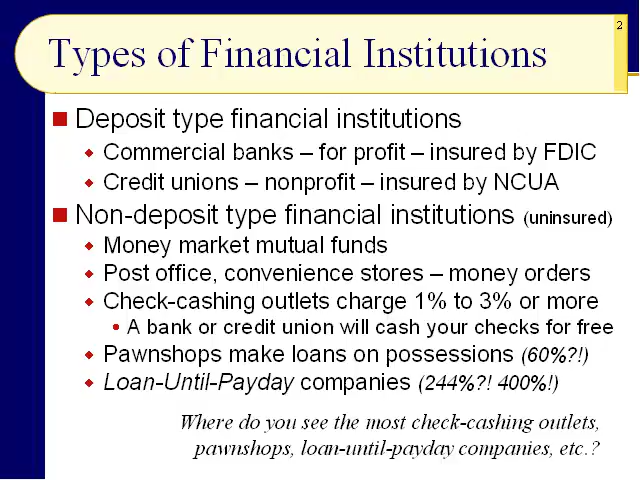 2
Types of Financial Institutions
Deposit type financial institutions
Commercial banks – for profit – insured by FDIC
Credit unions – nonprofit – insured by NCUA
Non-deposit type financial institutions (uninsured)
Money market mutual funds
Post office, convenience stores – money orders
Check-cashing outlets charge 1% to 3% or more
A bank or credit union will cash your checks for free
Pawnshops make loans on possessions (60%?!)
Loan-Until-Payday companies (244%?! 400%!)
Where do you see the most check-cashing outlets,
pawnshops, loan-until-payday companies, etc.?